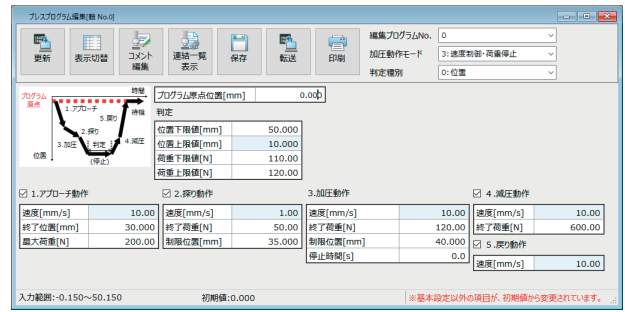 プレスプログラム編集[軸 No.0]
更新
表示切替
コメント
編集
連結一覧
表示
保存
転送
印刷
編集プログラムNo. 0
加圧動作モード 3:速度制御・荷重停止
判定種別 0:位置
プログラム
原点
時間
1.アプローチ
待機
5.戻り
2.探り
3.加圧
判定
4.減圧
位置
(停止)
プログラム原点位置[mm] 0.000
判定
位置下限値[mm] 50.000
位置上限値[mm] 10.000
荷重下限値[N] 110.00
荷重上限値[N] 120.00
1.アプローチ動作
速度[mm/s] 10.00
終了位置[mm] 30.000
最大荷重[N] 200.00
2.探り動作
速度[mm/s] 1.00
終了荷重[N] 50.00
制限位置[mm] 35.000
3.加圧動作
速度[mm/s] 10.00
終了荷重[N] 120.00
制限位置[mm] 40.000
停止時間[s] 0.0
4.減圧動作
速度[mm/s] 10.00
終了荷重[N] 600.00
5.戻り動作
速度[mm/s] 10.00
入力範囲:-0.150～50.150 初期値:0.000 ※基本設定以外の項目が、初期値から変更されています。